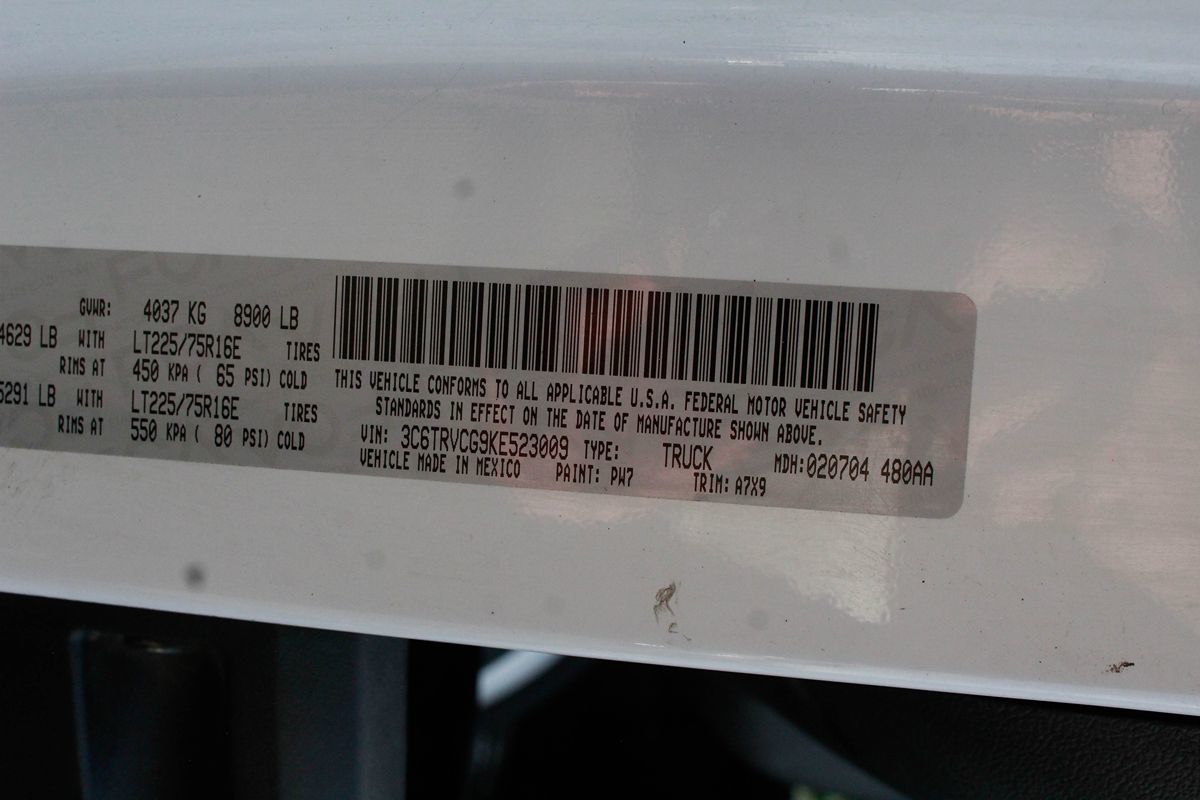 GVWR: 4037 KG 8900 LB
4629 LB WITH LT225/75R16E TIRES
RIMS AT 450 KPA ( 65 PSI) COLD
5291 LB WITH LT225/75R16E TIRES
RIMS AT 550 KPA ( 80 PSI) COLD
THIS VEHICLE CONFORMS TO ALL APPLICABLE U.S.A. FEDERAL MOTOR VEHICLE SAFETY
STANDARDS IN EFFECT ON THE DATE OF MANUFACTURE SHOWN ABOVE.
VIN: 3C6TRVCG9KE523009 TYPE: TRUCK MDH:020704 480AA
VEHICLE MADE IN MEXICO PAINT: PW7 TRIM: A7X9